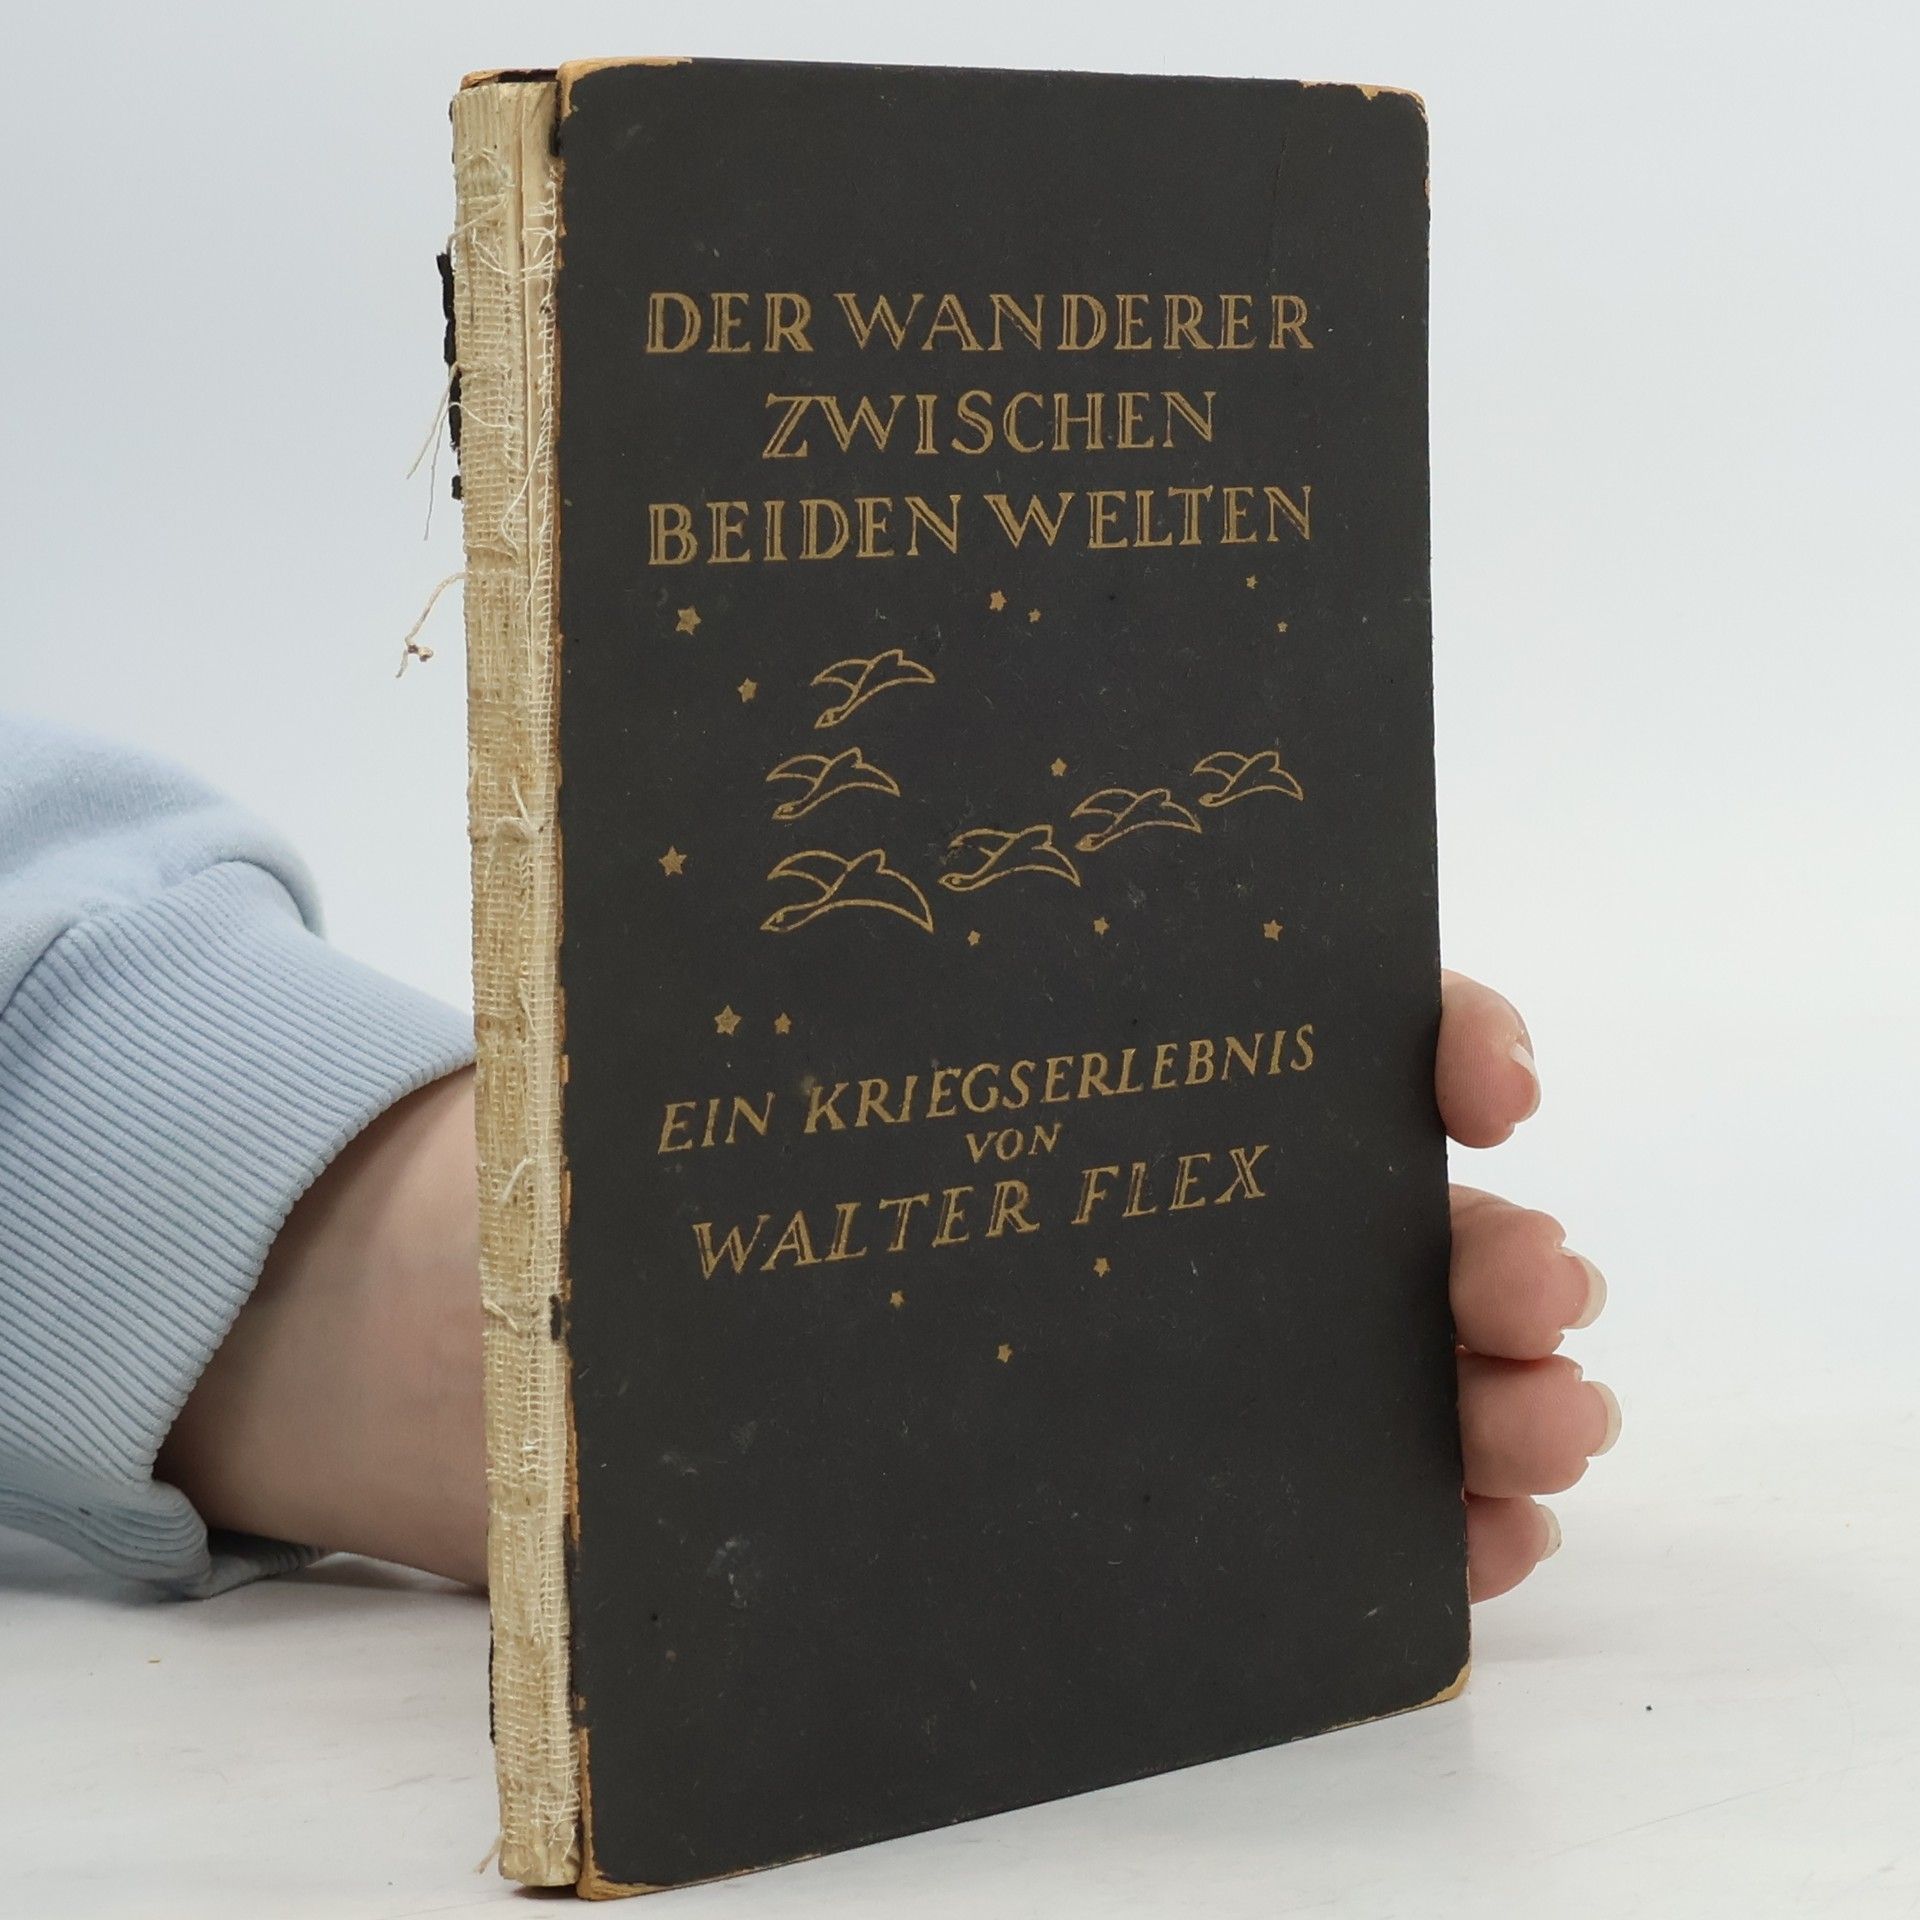 DER WANDERER
ZWISCHEN
BEIDEN WELTEN
EIN KRIEGSERLEBNIS
VON
WALTER FLEX